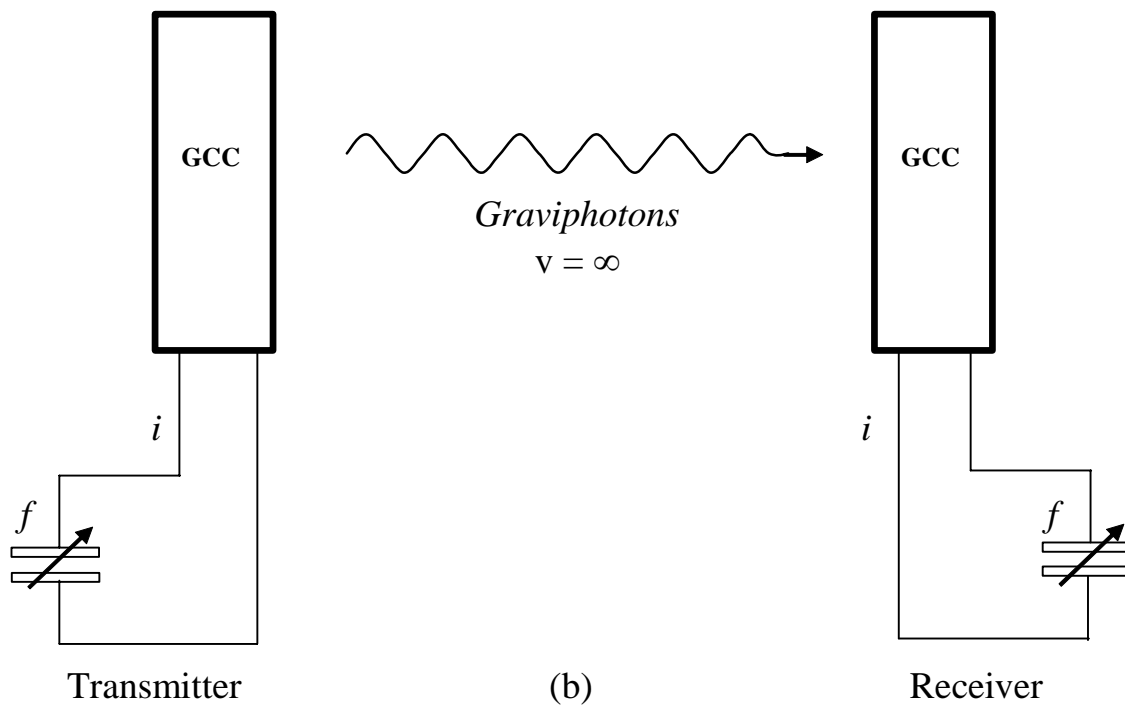 GCC
GCC
Graviphotons
v = ∞
i
i
f
f
Transmitter
(b)
Receiver